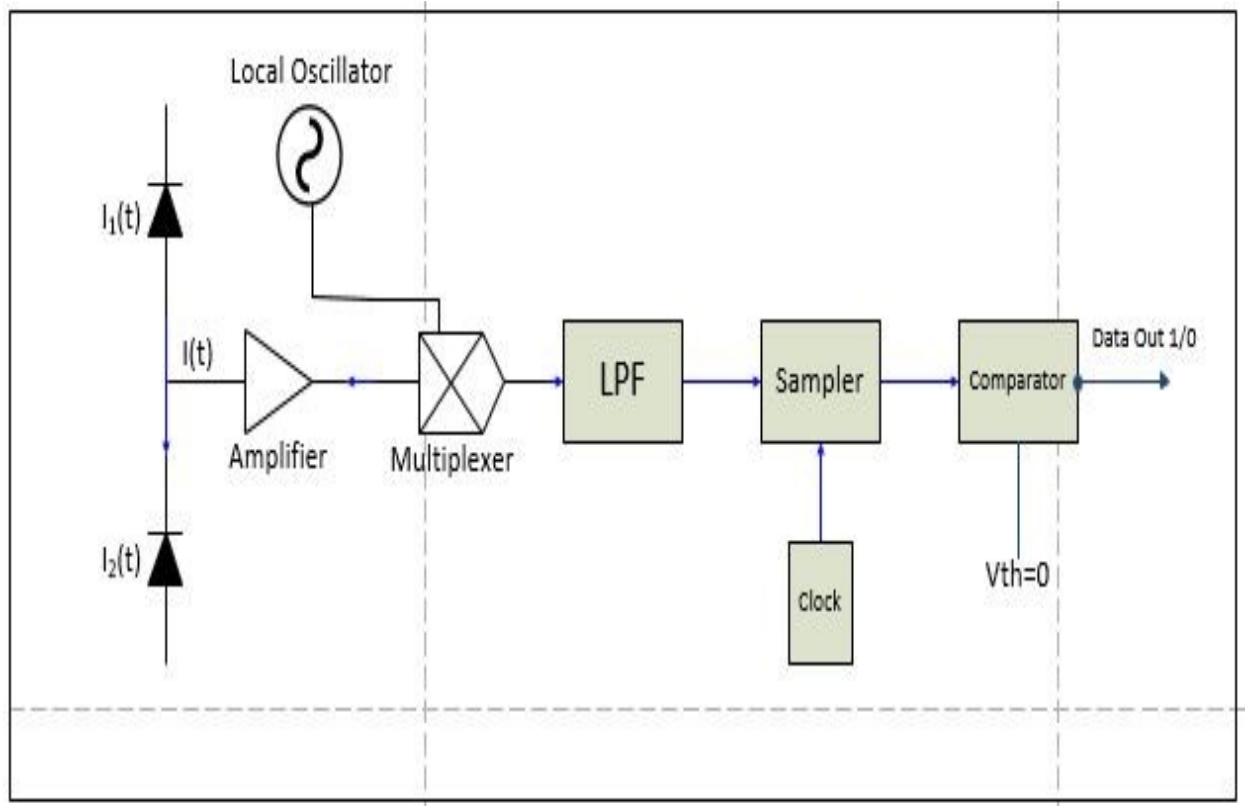 Local Oscillator
I₁(t)
I(t)
Amplifier
Multiplexer
LPF
Sampler
Comparator
Data Out 1/0
I₂(t)
Clock
Vth=0